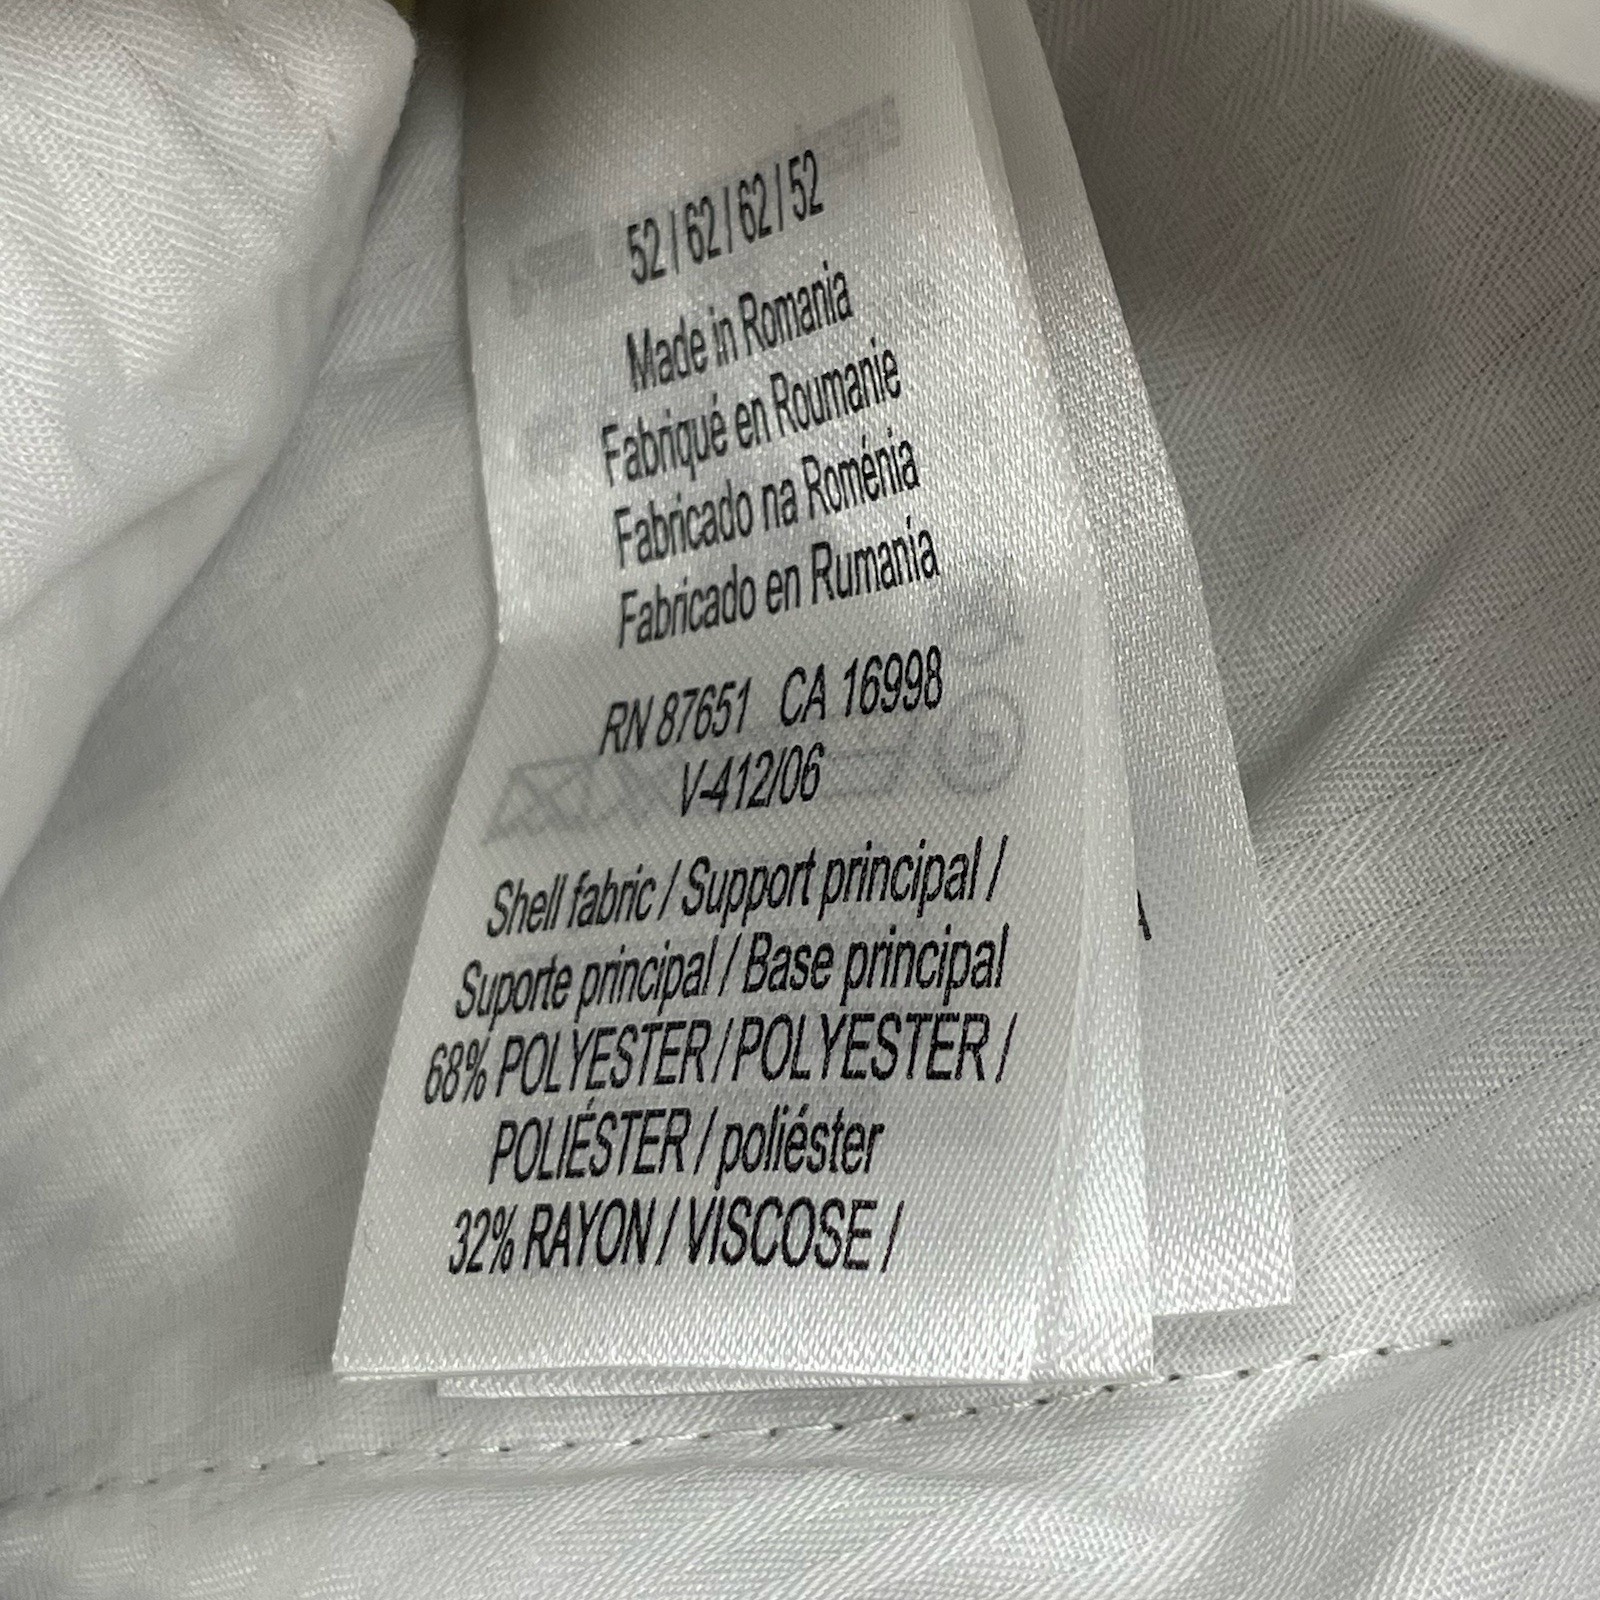 52 / 62 / 62 / 52
Made in Romania
Fabriqué en Roumanie
Fabricado na Roménia
Fabricado en Rumanía
RN 87651 CA 16998
V-412/06
Shell fabric / Support principal /
Suporte principal / Base principal
68% POLYESTER / POLYESTER /
POLIÉSTER / poliéster
32% RAYON / VISCOSE /